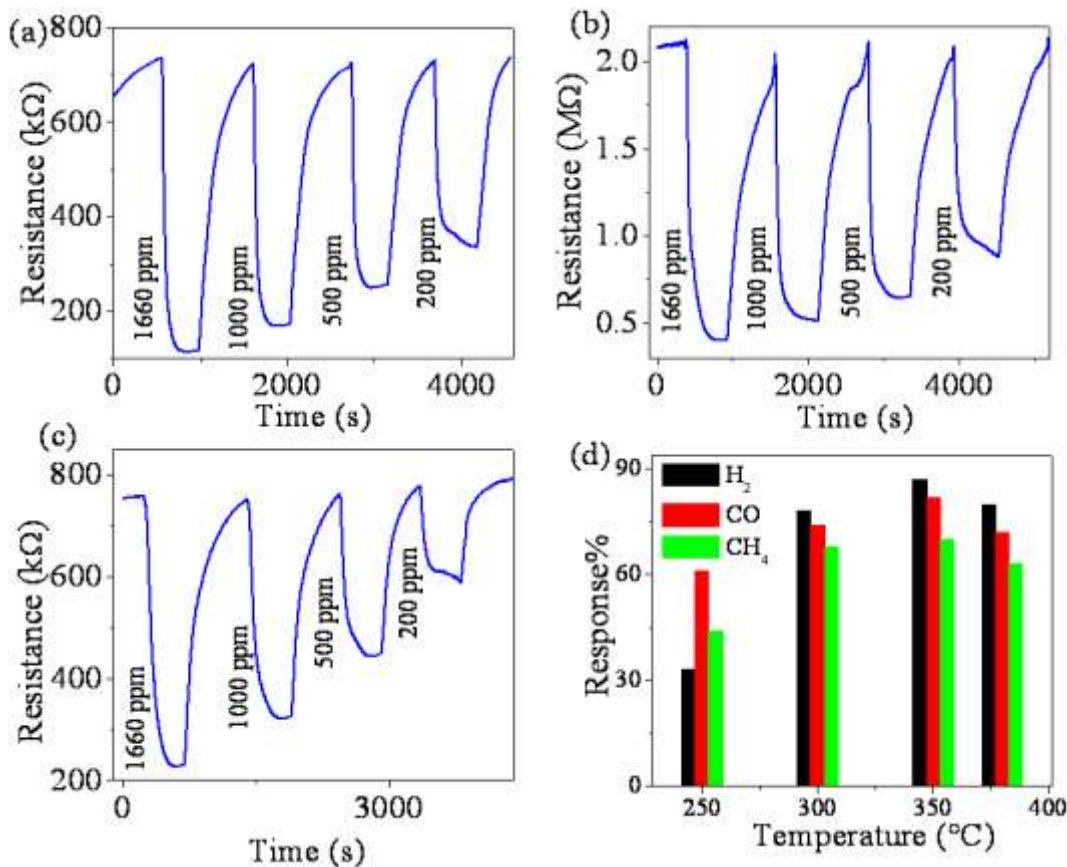 (a)
800
600
400
200
Resistance (kΩ)
1660 ppm
1000 ppm
500 ppm
200 ppm
0
2000
4000
Time (s)
(b)
2.0
1.5
1.0
0.5
Resistance (MΩ)
1660 ppm
1000 ppm
500 ppm
200 ppm
0
2000
4000
Time (s)
(c)
800
600
400
200
Resistance (kΩ)
1660 ppm
1000 ppm
500 ppm
200 ppm
0
3000
Time (s)
(d)
90
60
30
0
Response%
H₂
CO
CH₄
250
300
350
400
Temperature (°C)